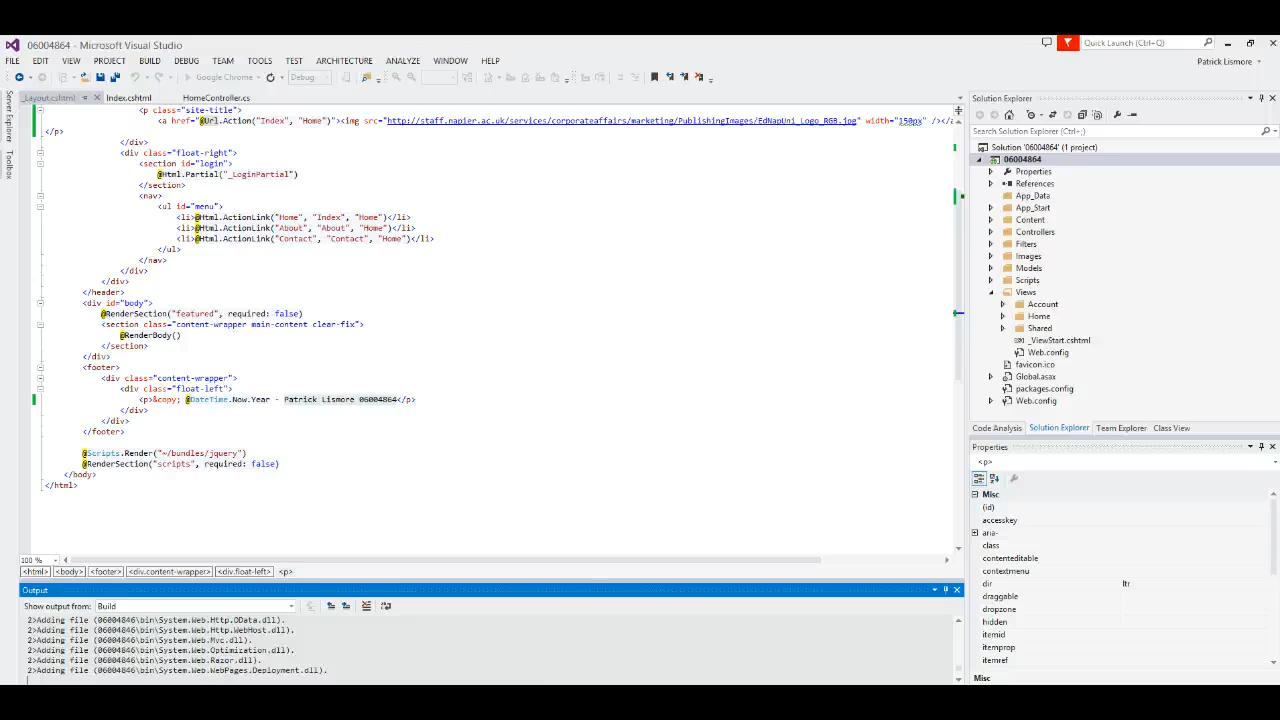 06004864 - Microsoft Visual Studio
Quick Launch (Ctrl+Q)
FILE EDIT VIEW PROJECT BUILD DEBUG TEAM TOOLS TEST ARCHITECTURE ANALYZE WINDOW HELP
Patrick Lismore
Google Chrome Debug
Server Explorer
Toolbox
_Layout.cshtml Index.cshtml HomeController.cs
<p class="site-title">
<a href="@Url.Action("Index", "Home")"><img src="http://staff.napier.ac.uk/services/corporateaffairs/marketing/PublishingImages/EdNapUni_Logo_RGB.jpg" width="150px" /></a
</p>
</div>
<div class="float-right">
<section id="login">
@Html.Partial("_LoginPartial")
</section>
<nav>
<ul id="menu">
<li>@Html.ActionLink("Home", "Index", "Home")</li>
<li>@Html.ActionLink("About", "About", "Home")</li>
<li>@Html.ActionLink("Contact", "Contact", "Home")</li>
</ul>
</nav>
</div>
</div>
</header>
<div id="body">
@RenderSection("featured", required: false)
<section class="content-wrapper main-content clear-fix">
@RenderBody()
</section>
</div>
<footer>
<div class="content-wrapper">
<div class="float-left">
<p>&copy; @DateTime.Now.Year - Patrick Lismore 06004864</p>
</div>
</div>
</footer>
@Scripts.Render("~/bundles/jquery")
@RenderSection("scripts", required: false)
</body>
</html>
100 %
<html> <body> <footer> <div.content-wrapper> <div.float-left> <p>
Output
Show output from: Build
2>Adding file (06004846\bin\System.Web.Http.OData.dll).
2>Adding file (06004846\bin\System.Web.Http.WebHost.dll).
2>Adding file (06004846\bin\System.Web.Mvc.dll).
2>Adding file (06004846\bin\System.Web.Optimization.dll).
2>Adding file (06004846\bin\System.Web.Razor.dll).
2>Adding file (06004846\bin\System.Web.WebPages.Deployment.dll).
Solution Explorer
Search Solution Explorer (Ctrl+;)
Solution '06004864' (1 project)
06004864
Properties
References
App_Data
App_Start
Content
Controllers
Filters
Images
Models
Scripts
Views
Account
Home
Shared
_ViewStart.cshtml
Web.config
favicon.ico
Global.asax
packages.config
Web.config
Code Analysis Solution Explorer Team Explorer Class View
Properties
<p>
Misc
(id)
accesskey
aria-
class
contenteditable
contextmenu
dir ltr
draggable
dropzone
hidden
itemid
itemprop
itemref
Misc